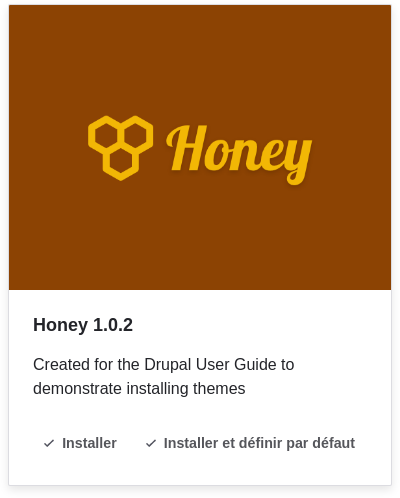 Honey
Honey 1.0.2
Created for the Drupal User Guide to
demonstrate installing themes
Installer
Installer et définir par défaut